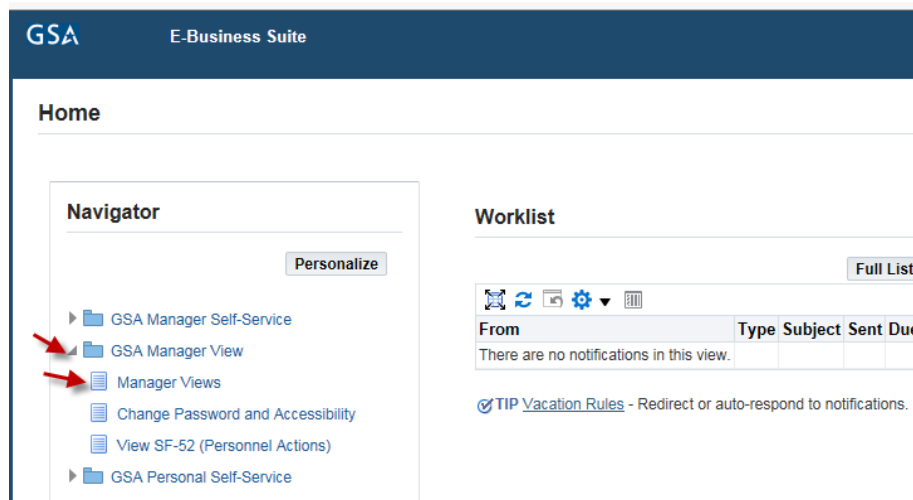 GSA E-Business Suite
Home
Navigator
Personalize
GSA Manager Self-Service
GSA Manager View
Manager Views
Change Password and Accessibility
View SF-52 (Personnel Actions)
GSA Personal Self-Service
Worklist
Full List
From Type Subject Sent Due
There are no notifications in this view.
TIP Vacation Rules - Redirect or auto-respond to notifications.